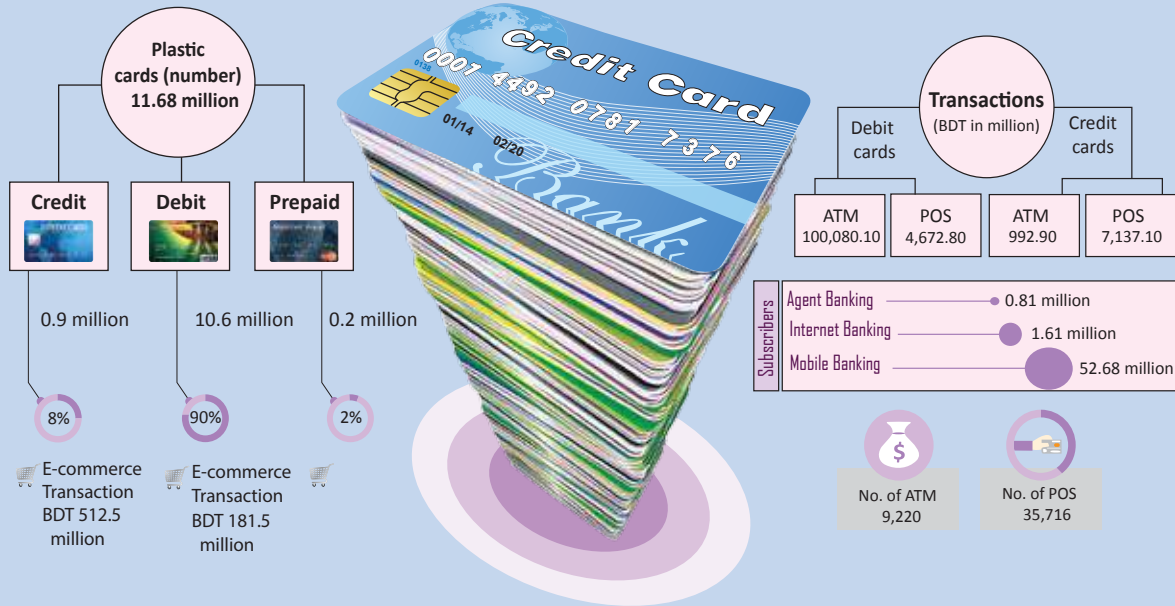 Plastic
cards (number)
11.68 million
Credit
Debit
Prepaid
0.9 million
10.6 million
0.2 million
8%
90%
2%
E-commerce
Transaction
BDT 512.5
million
E-commerce
Transaction
BDT 181.5
million
Credit Card
0138
0007 4492 0781 7376
01/14
02/20
Bank
Transactions
(BDT in million)
Debit
cards
Credit
cards
ATM
100,080.10
POS
4,672.80
ATM
992.90
POS
7,137.10
Subscribers
Agent Banking
0.81 million
Internet Banking
1.61 million
Mobile Banking
52.68 million
$
No. of ATM
9,220
No. of POS
35,716